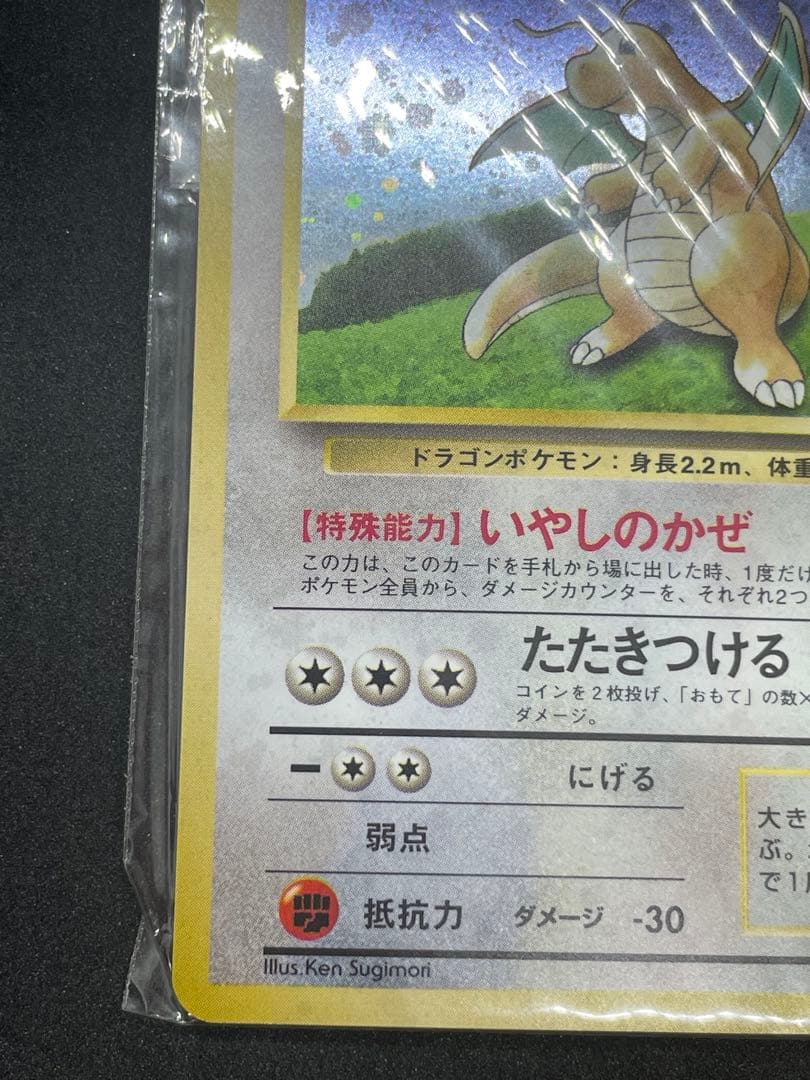 ドラゴンポケモン：身長2.2m、体重
【特殊能力】いやしのかぜ
この力は、このカードを手札から場に出した時、1度だけ
ポケモン全員から、ダメージカウンターを、それぞれ2つ
たたきつける
コインを２枚投げ、「おもて」の数×
ダメージ。
にげる
大き
弱点
ぶ。
で1
抵抗力 ダメージ -30
Illus.Ken Sugimori